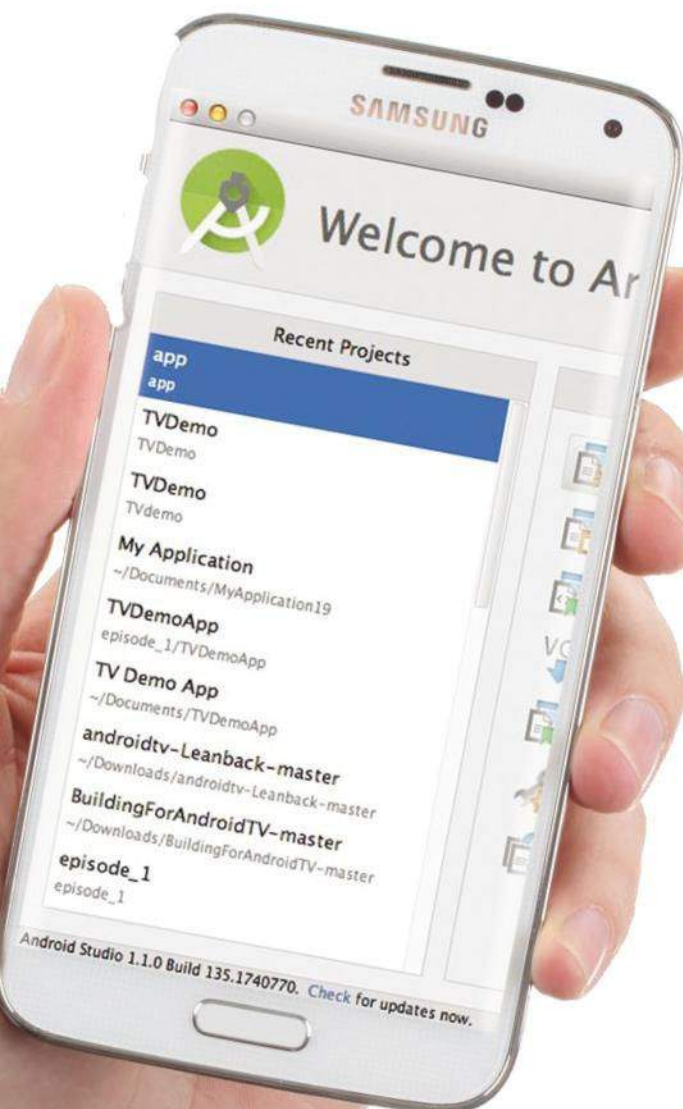 SAMSUNG
Welcome to Ar
Recent Projects
app
app
TVDemo
TVDemo
TVDemo
TVdemo
My Application
~/Documents/MyApplication19
TVDemoApp
episode_1/TVDemoApp
TV Demo App
~/Documents/TVDemoApp
androidtv-Leanback-master
~/Downloads/androidtv-Leanback-master
BuildingForAndroidTV-master
~/Downloads/BuildingForAndroidTV-master
episode_1
episode_1
Android Studio 1.1.0 Build 135.1740770. Check for updates now.